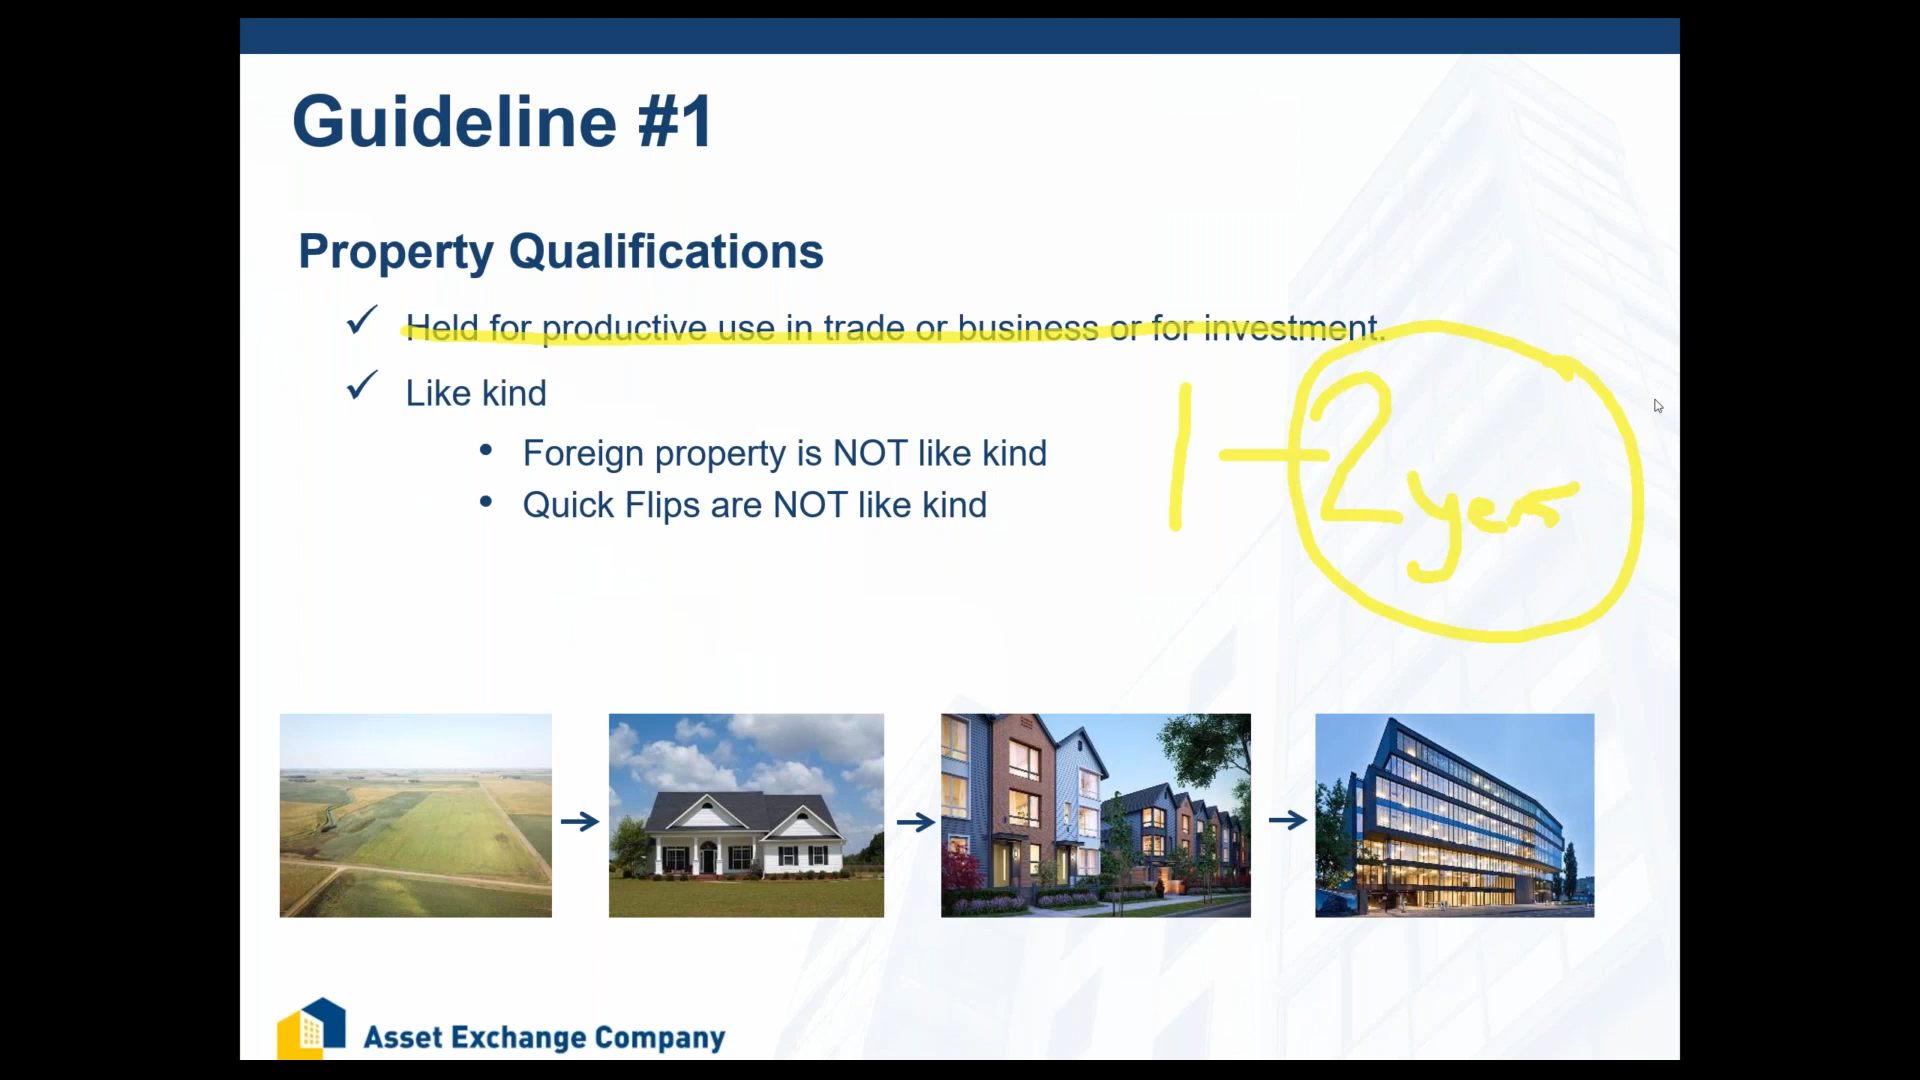 Guideline #1
Property Qualifications
✓ Held for productive use in trade or business or for investment.
✓ Like kind
• Foreign property is NOT like kind
• Quick Flips are NOT like kind
1-2 yers
Asset Exchange Company